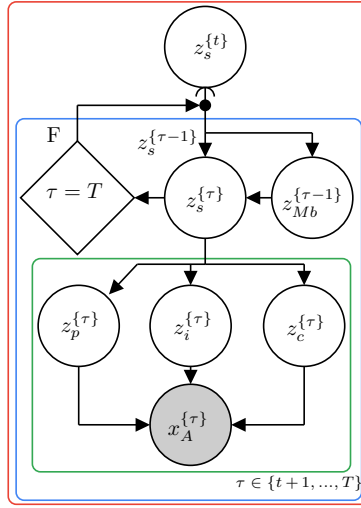 z_s^{t}
F
z_s^{τ−1}
τ = T
z_s^{τ}
z_{Mb}^{τ−1}
z_p^{τ}
z_i^{τ}
z_c^{τ}
x_A^{τ}
τ ∈ {t+1, ..., T}